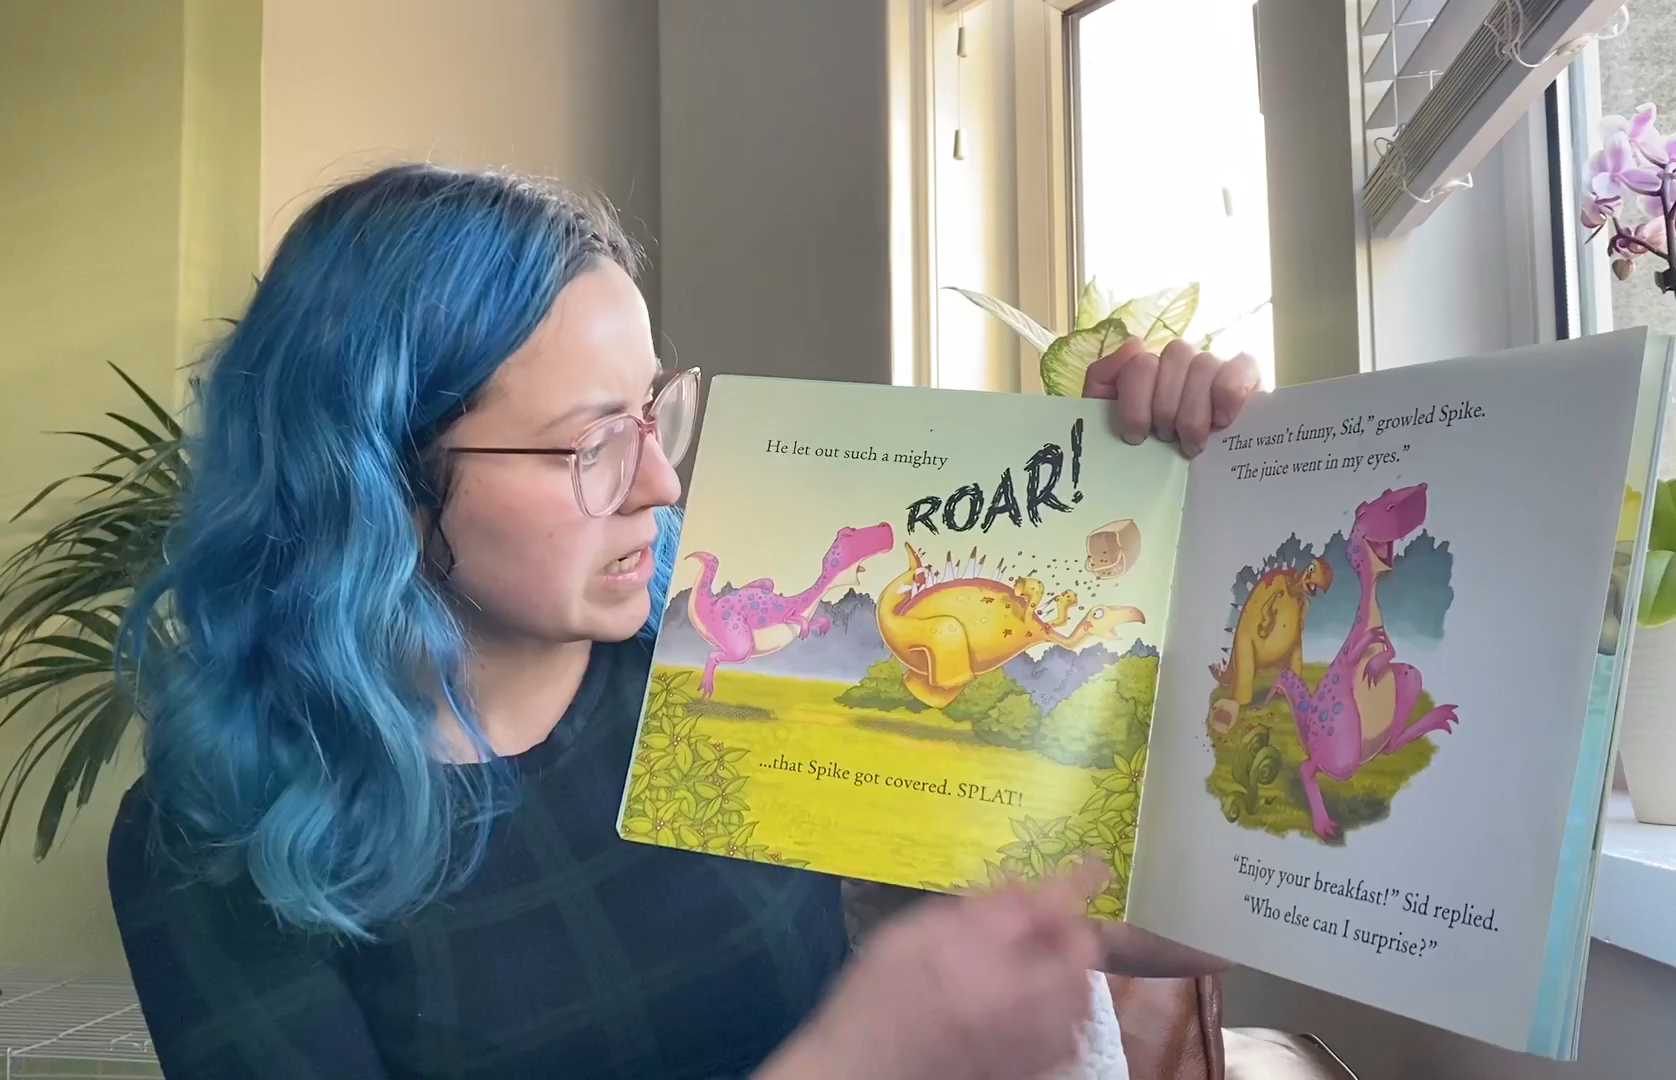 He let out such a mighty
ROAR!
...that Spike got covered. SPLAT!
“That wasn’t funny, Sid,” growled Spike.
“The juice went in my eyes.”
“Enjoy your breakfast!” Sid replied.
“Who else can I surprise?”